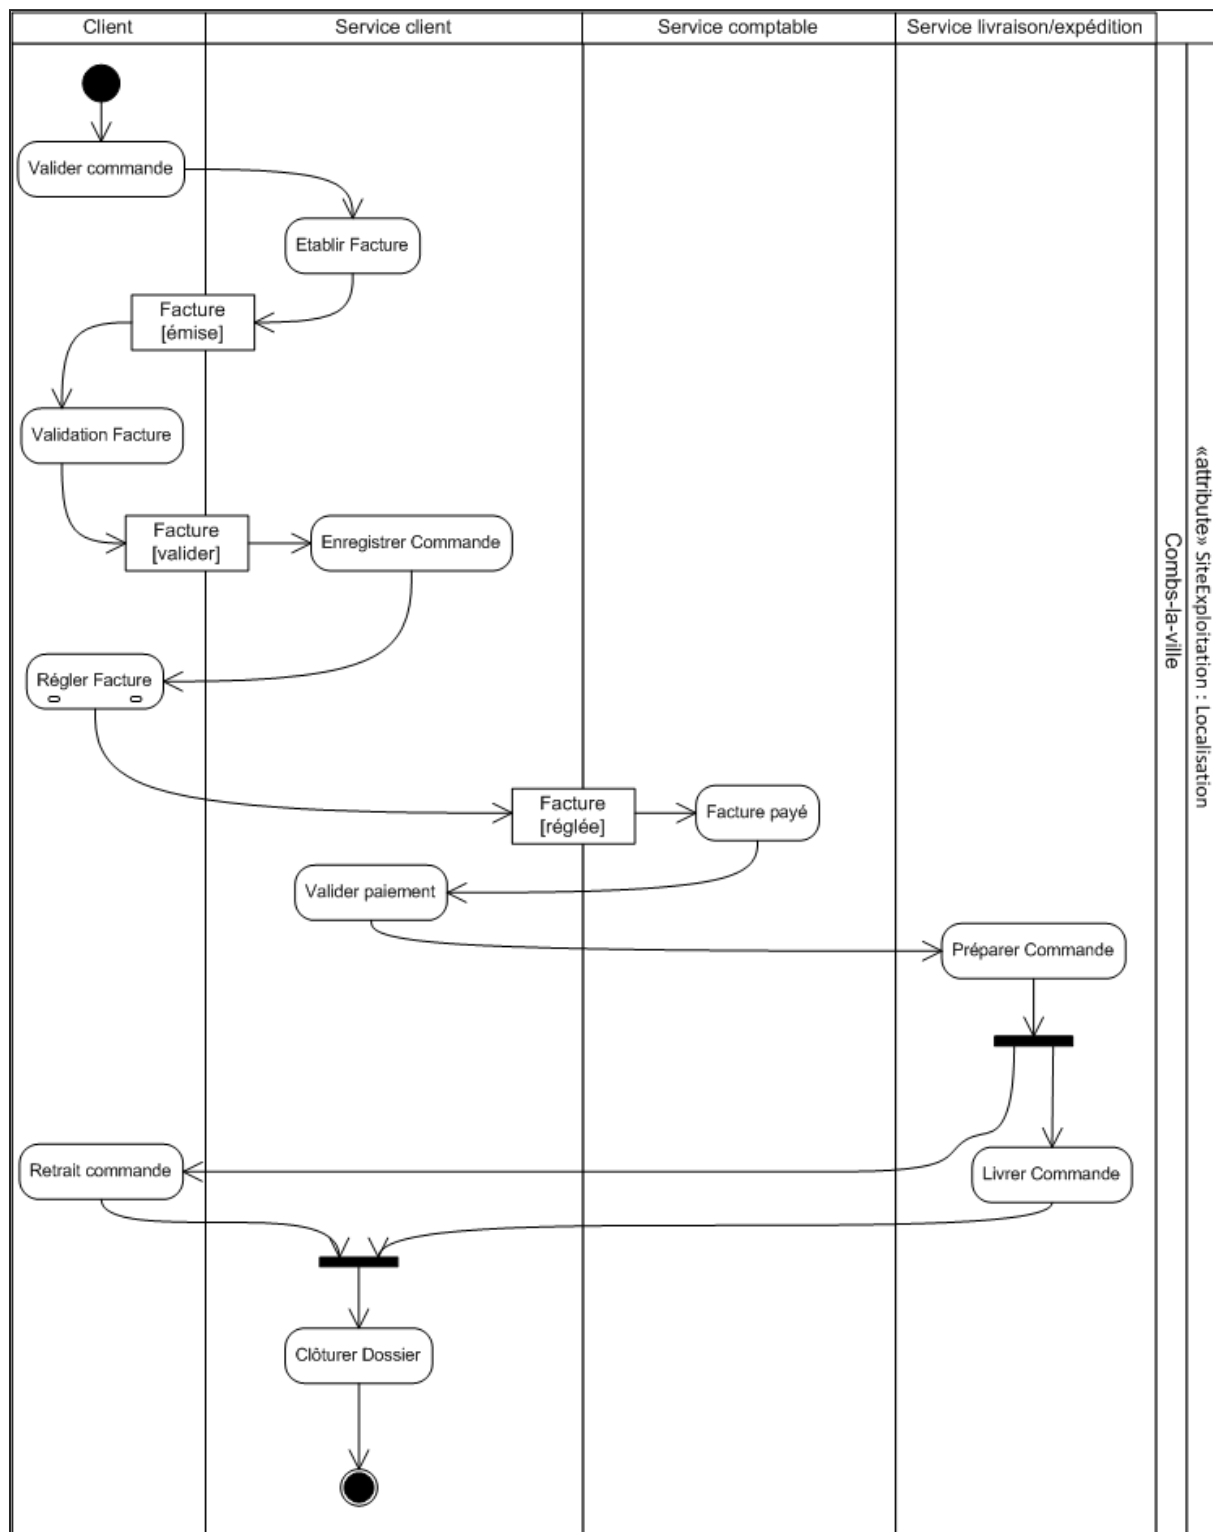 Client
Service client
Service comptable
Service livraison/expédition
Valider commande
Etablir Facture
Facture
[émise]
Validation Facture
Facture
[valider]
Enregistrer Commande
Régler Facture
Facture
[réglée]
Facture payé
Valider paiement
Préparer Commande
Retrait commande
Livrer Commande
Clôturer Dossier
Combs-la-ville
«attribute» SiteExploitation : Localisation